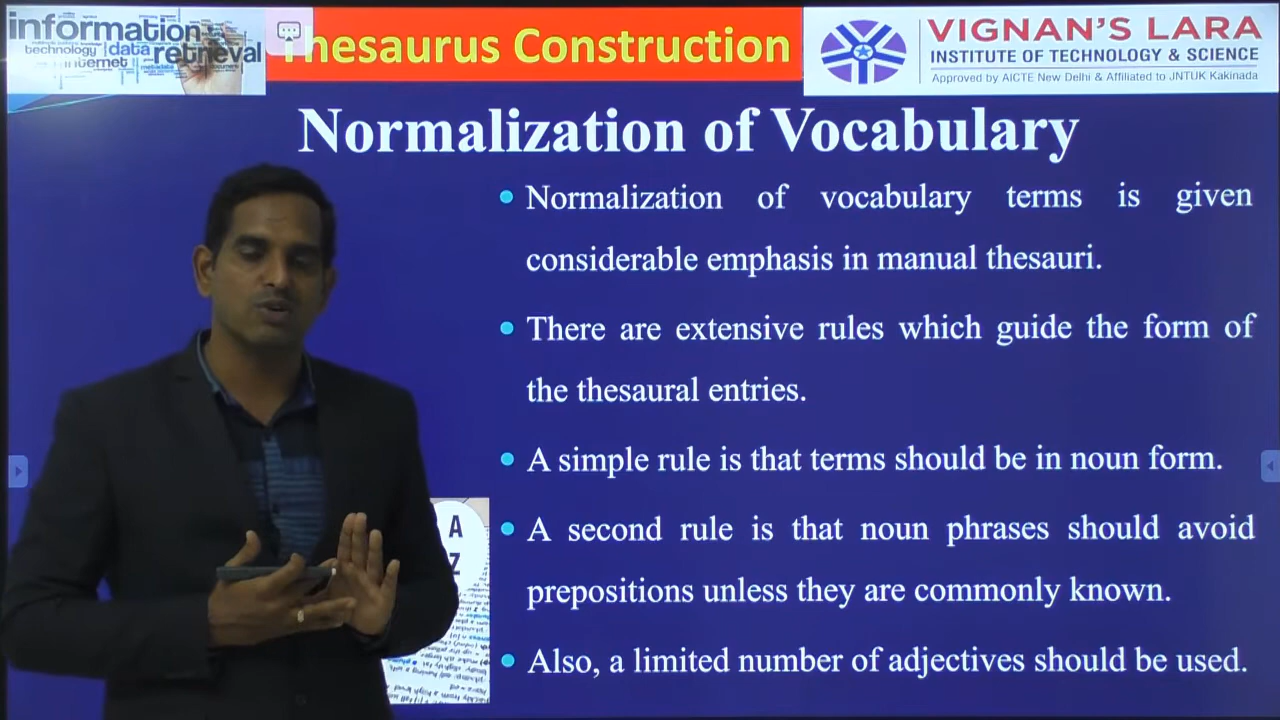 information
technology data retrieval
internet
Thesaurus Construction
VIGNAN'S LARA
INSTITUTE OF TECHNOLOGY & SCIENCE
Approved by AICTE New Delhi & Affiliated to JNTUK Kakinada
Normalization of Vocabulary
Normalization of vocabulary terms is given
considerable emphasis in manual thesauri.
There are extensive rules which guide the form of
the thesaural entries.
A simple rule is that terms should be in noun form.
A second rule is that noun phrases should avoid
prepositions unless they are commonly known.
Also, a limited number of adjectives should be used.
A
Z